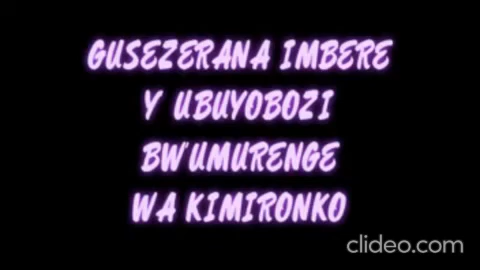 GUSEZERANA IMBERE
Y UBUYOBOZI
BW'UMURENGE
WA KIMIRONKO
clideo.com